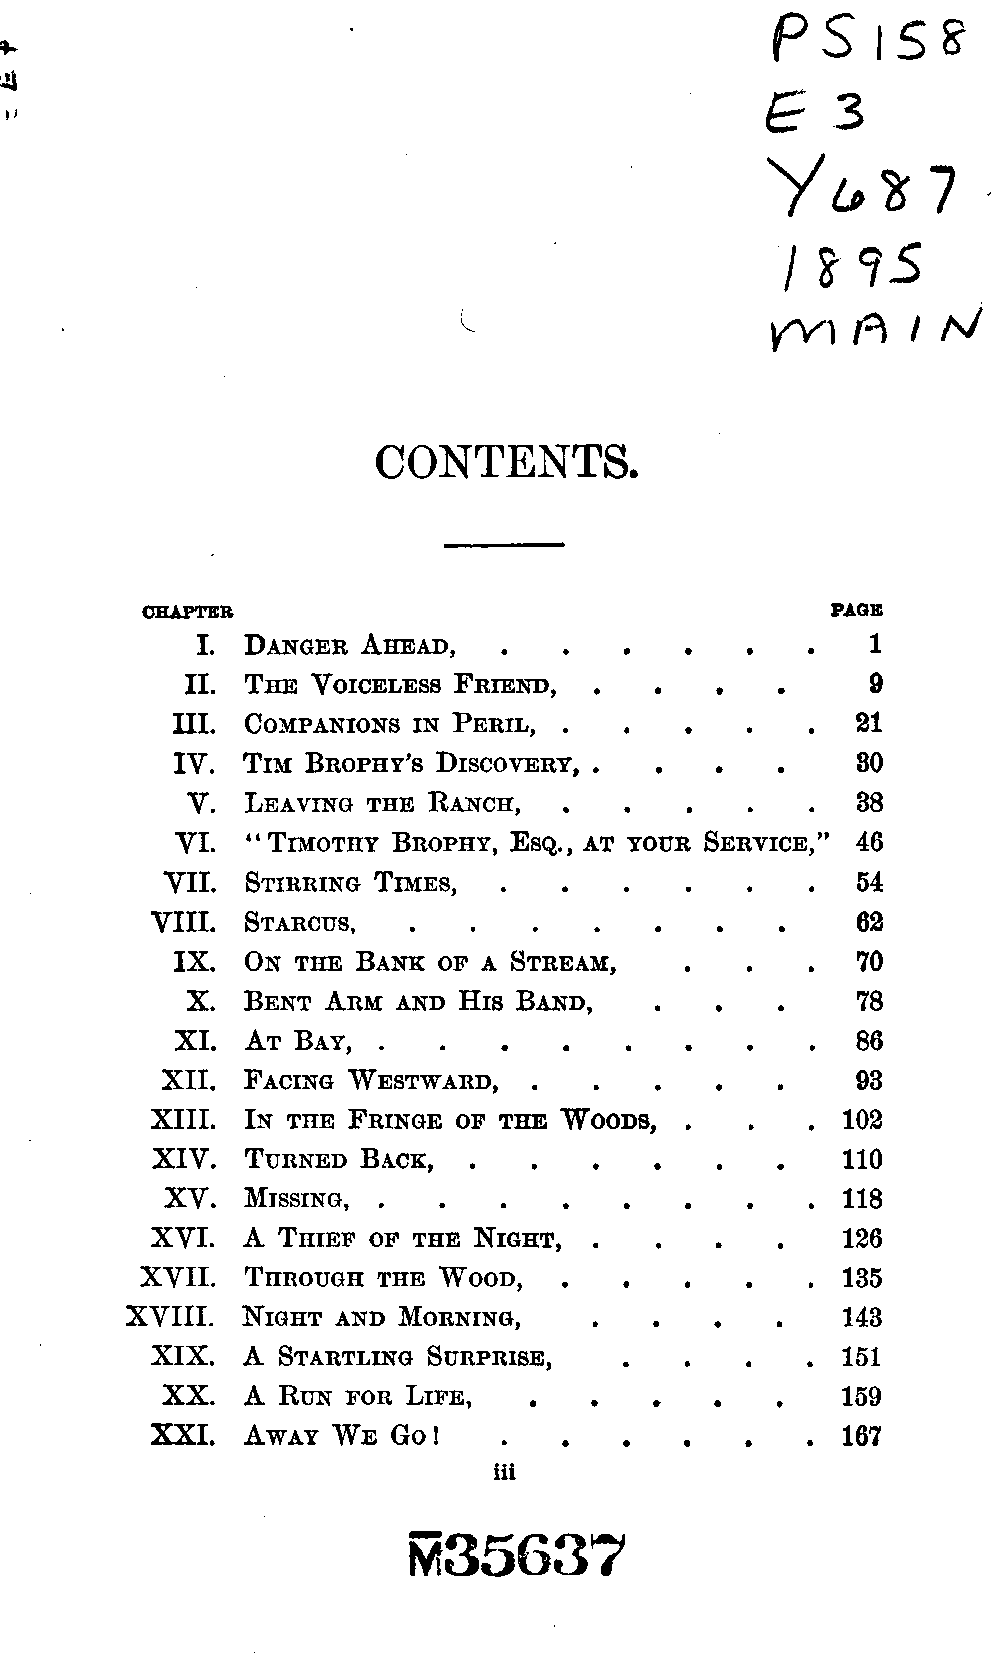 PS158
E3
Y687
1895
MAIN
CONTENTS.
CHAPTER PAGE
I. DANGER AHEAD, . . . . . . 1
II. THE VOICELESS FRIEND, . . . . 9
III. COMPANIONS IN PERIL, . . . . . 21
IV. TIM BROPHY'S DISCOVERY, . . . . 30
V. LEAVING THE RANCH, . . . . . 38
VI. "TIMOTHY BROPHY, ESQ., AT YOUR SERVICE," 46
VII. STIRRING TIMES, . . . . . . 54
VIII. STARCUS, . . . . . . . 62
IX. ON THE BANK OF A STREAM, . . . 70
X. BENT ARM AND HIS BAND, . . . 78
XI. AT BAY, . . . . . . . . 86
XII. FACING WESTWARD, . . . . . 93
XIII. IN THE FRINGE OF THE WOODS, . . . 102
XIV. TURNED BACK, . . . . . . 110
XV. MISSING, . . . . . . . . 118
XVI. A THIEF OF THE NIGHT, . . . . 126
XVII. THROUGH THE WOOD, . . . . . 135
XVIII. NIGHT AND MORNING, . . . . 143
XIX. A STARTLING SURPRISE, . . . . 151
XX. A RUN FOR LIFE, . . . . . 159
XXI. AWAY WE GO! . . . . . . 167
iii
M35637